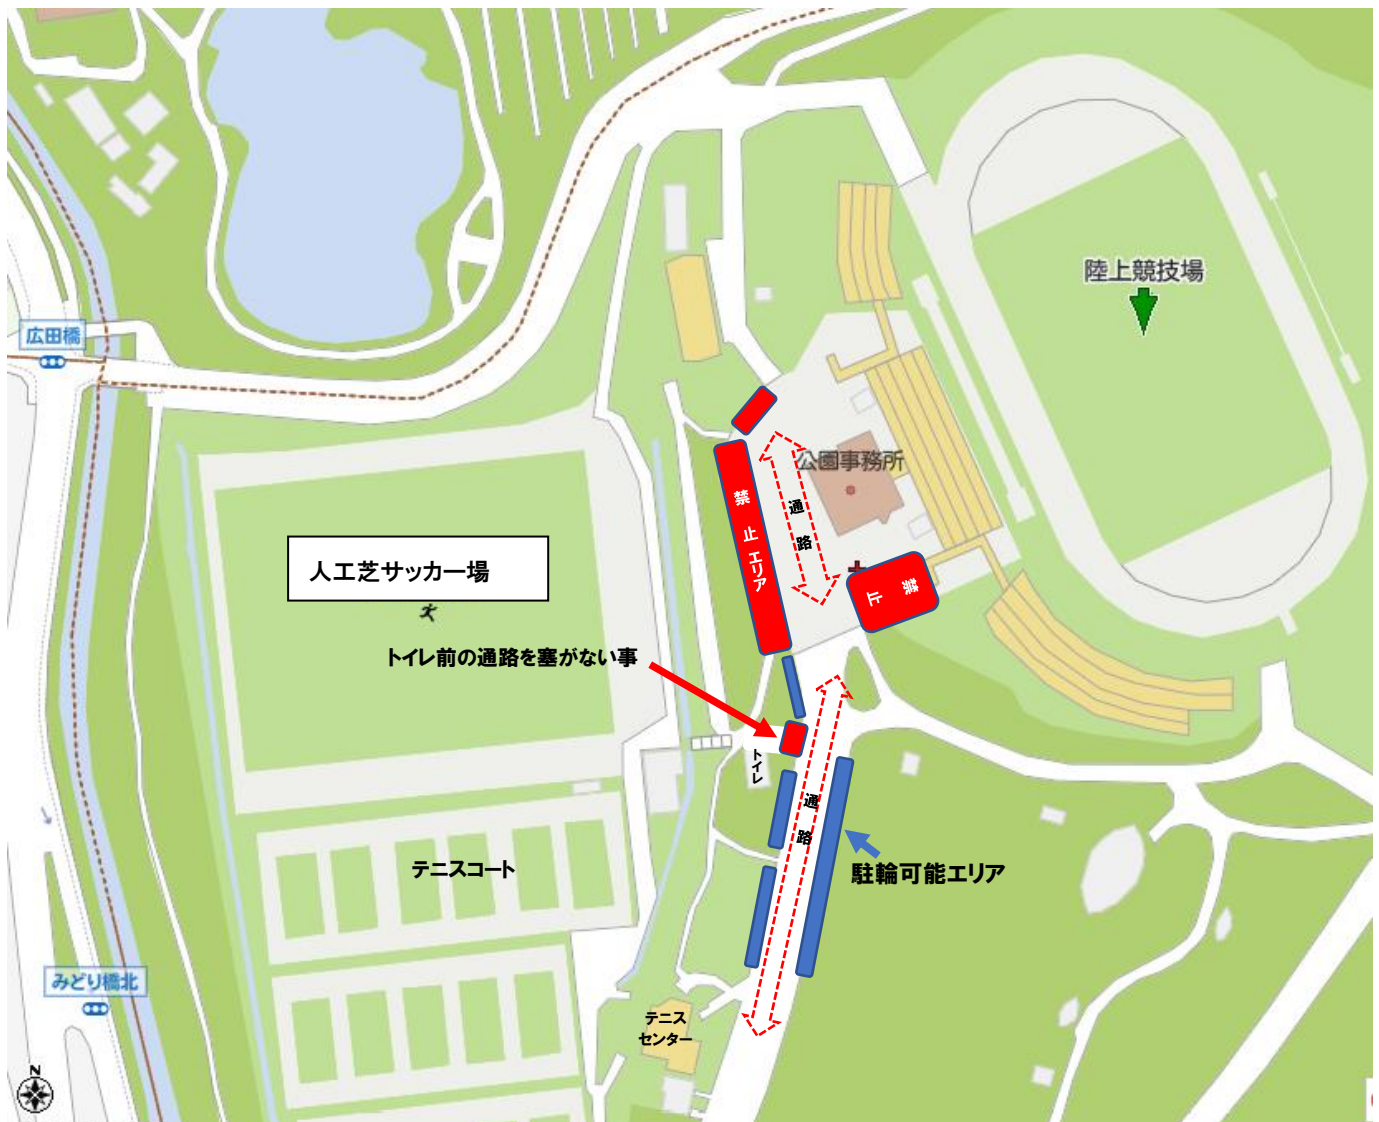 陸上競技場
広田橋
公園事務所
禁止エリア
通路
禁止
人工芝サッカー場
トイレ前の通路を塞がない事
トイレ
通路
テニスコート
駐輪可能エリア
みどり橋北
テニス
センター
N